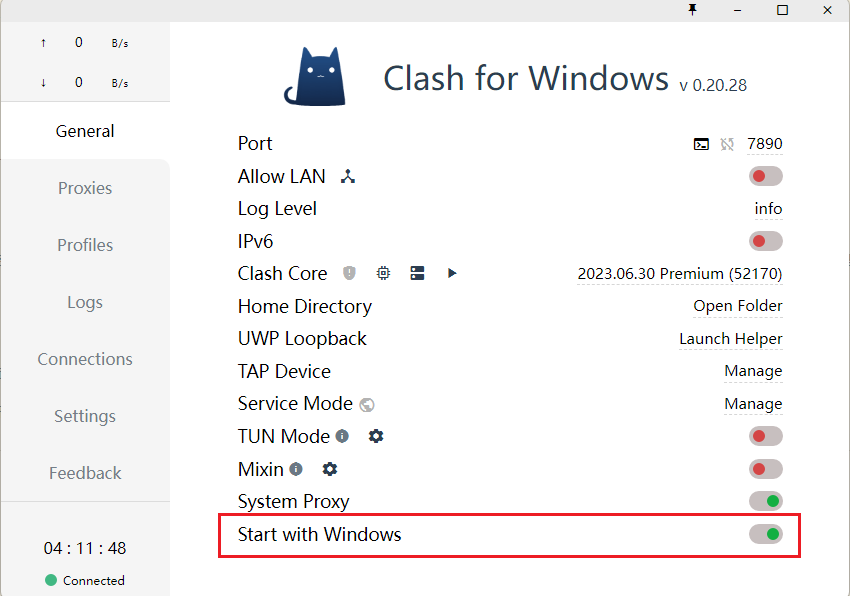 ↑ 0 B/s
↓ 0 B/s
General
Proxies
Profiles
Logs
Connections
Settings
Feedback
04 : 11 : 48
Connected
Clash for Windows v 0.20.28
Port 7890
Allow LAN
Log Level info
IPv6
Clash Core 2023.06.30 Premium (52170)
Home Directory Open Folder
UWP Loopback Launch Helper
TAP Device Manage
Service Mode Manage
TUN Mode
Mixin
System Proxy
Start with Windows